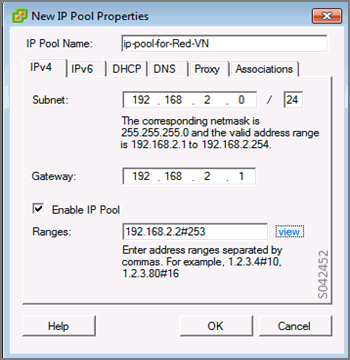 New IP Pool Properties
IP Pool Name: ip-pool-for-Red-VN
IPv4 IPv6 DHCP DNS Proxy Associations
Subnet: 192 . 168 . 2 . 0 / 24
The corresponding netmask is
255.255.255.0 and the valid address range
is 192.168.2.1 to 192.168.2.254.
Gateway: 192 . 168 . 2 . 1
Enable IP Pool
Ranges: 192.168.2.2#253 view
Enter address ranges separated by
commas. For example, 1.2.3.4#10,
1.2.3.80#16
S042452
Help OK Cancel